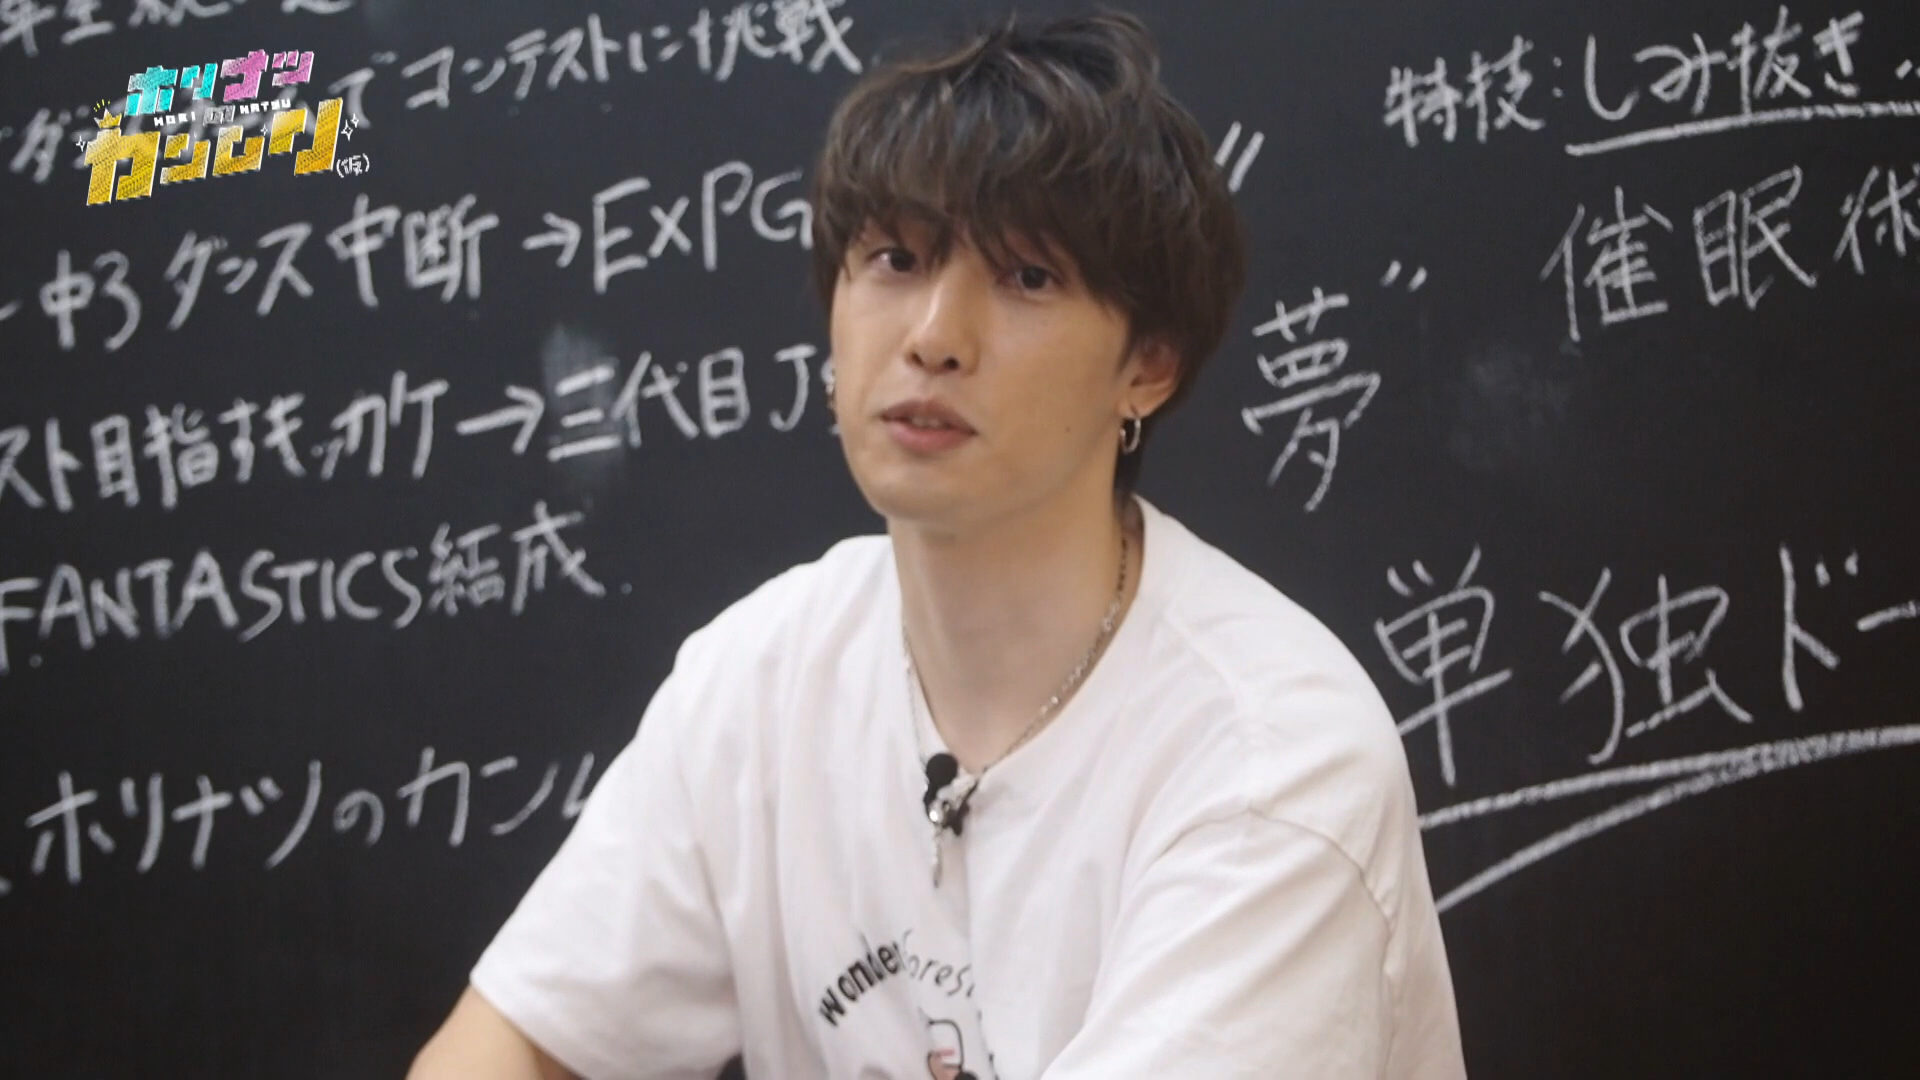 ホリナツ
HORI NATSU
カンムリ(仮)
でコンテストに挑戦
中3ダンス中断→EXPG
スト目指すキッカケ→三代目J
FANTASTICS結成.
ホリナツのカンム
特技:しみ抜き
催眠術
"夢"
単独ドー
wonder forest